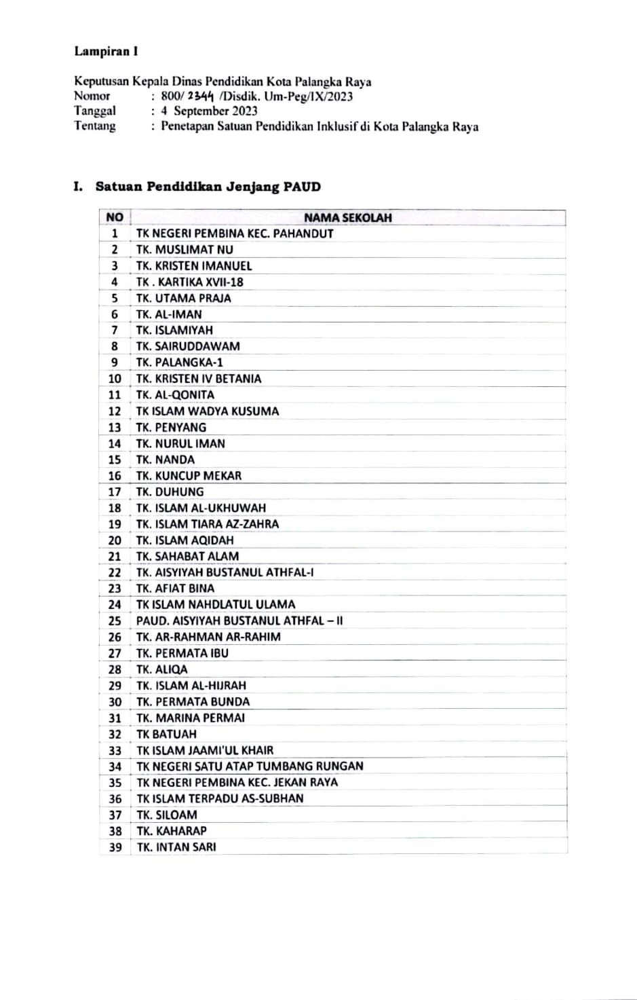 Lampiran I
Keputusan Kepala Dinas Pendidikan Kota Palangka Raya
Nomor : 800/ 2344 /Disdik. Um-Peg/IX/2023
Tanggal : 4 September 2023
Tentang : Penetapan Satuan Pendidikan Inklusif di Kota Palangka Raya
I. Satuan Pendidikan Jenjang PAUD
NO NAMA SEKOLAH
1 TK NEGERI PEMBINA KEC. PAHANDUT
2 TK. MUSLIMAT NU
3 TK. KRISTEN IMANUEL
4 TK . KARTIKA XVII-18
5 TK. UTAMA PRAJA
6 TK. AL-IMAN
7 TK. ISLAMIYAH
8 TK. SAIRUDDAWAM
9 TK. PALANGKA-1
10 TK. KRISTEN IV BETANIA
11 TK. AL-QONITA
12 TK ISLAM WADYA KUSUMA
13 TK. PENYANG
14 TK. NURUL IMAN
15 TK. NANDA
16 TK. KUNCUP MEKAR
17 TK. DUHUNG
18 TK. ISLAM AL-UKHUWAH
19 TK. ISLAM TIARA AZ-ZAHRA
20 TK. ISLAM AQIDAH
21 TK. SAHABAT ALAM
22 TK. AISYIYAH BUSTANUL ATHFAL-I
23 TK. AFIAT BINA
24 TK ISLAM NAHDLATUL ULAMA
25 PAUD. AISYIYAH BUSTANUL ATHFAL – II
26 TK. AR-RAHMAN AR-RAHIM
27 TK. PERMATA IBU
28 TK. ALIQA
29 TK. ISLAM AL-HIJRAH
30 TK. PERMATA BUNDA
31 TK. MARINA PERMAI
32 TK BATUAH
33 TK ISLAM JAAMI'UL KHAIR
34 TK NEGERI SATU ATAP TUMBANG RUNGAN
35 TK NEGERI PEMBINA KEC. JEKAN RAYA
36 TK ISLAM TERPADU AS-SUBHAN
37 TK. SILOAM
38 TK. KAHARAP
39 TK. INTAN SARI